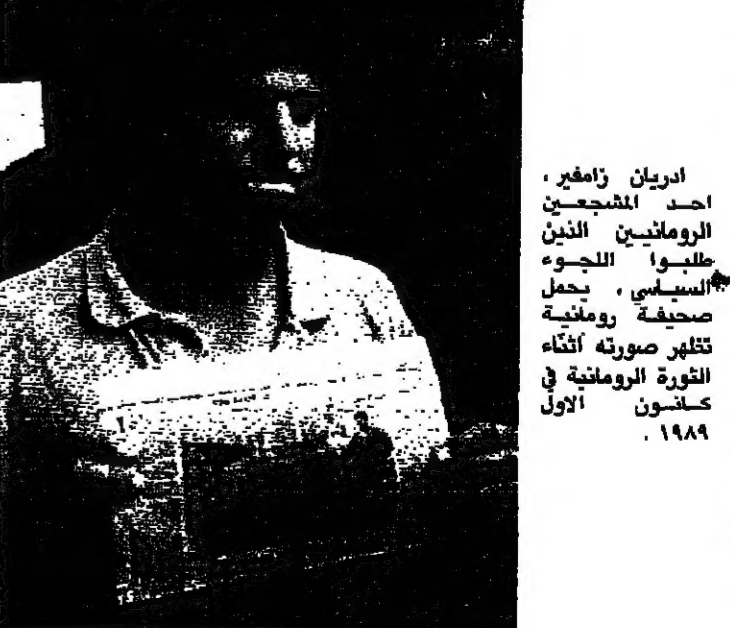 ادريان زامفير ،
احد المشجعين
الرومانيين الذين
طلبوا اللجوء
السياسي ، يحمل
صحيفة رومانية
تظهر صورته اثناء
الثورة الرومانية في
كانون الاول
١٩٨٩ .